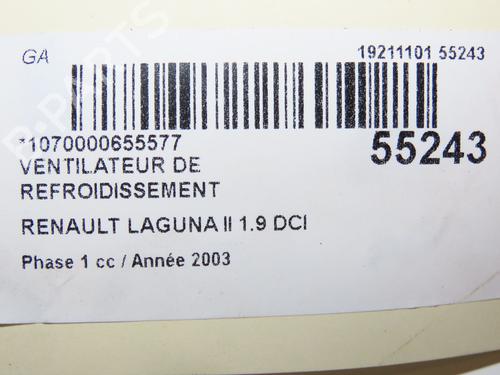 GA
19211101 55243
*1070000655577
55243
VENTILATEUR DE
REFROIDISSEMENT
RENAULT LAGUNA II 1.9 DCI
Phase 1 cc / Année 2003
B-PARTS